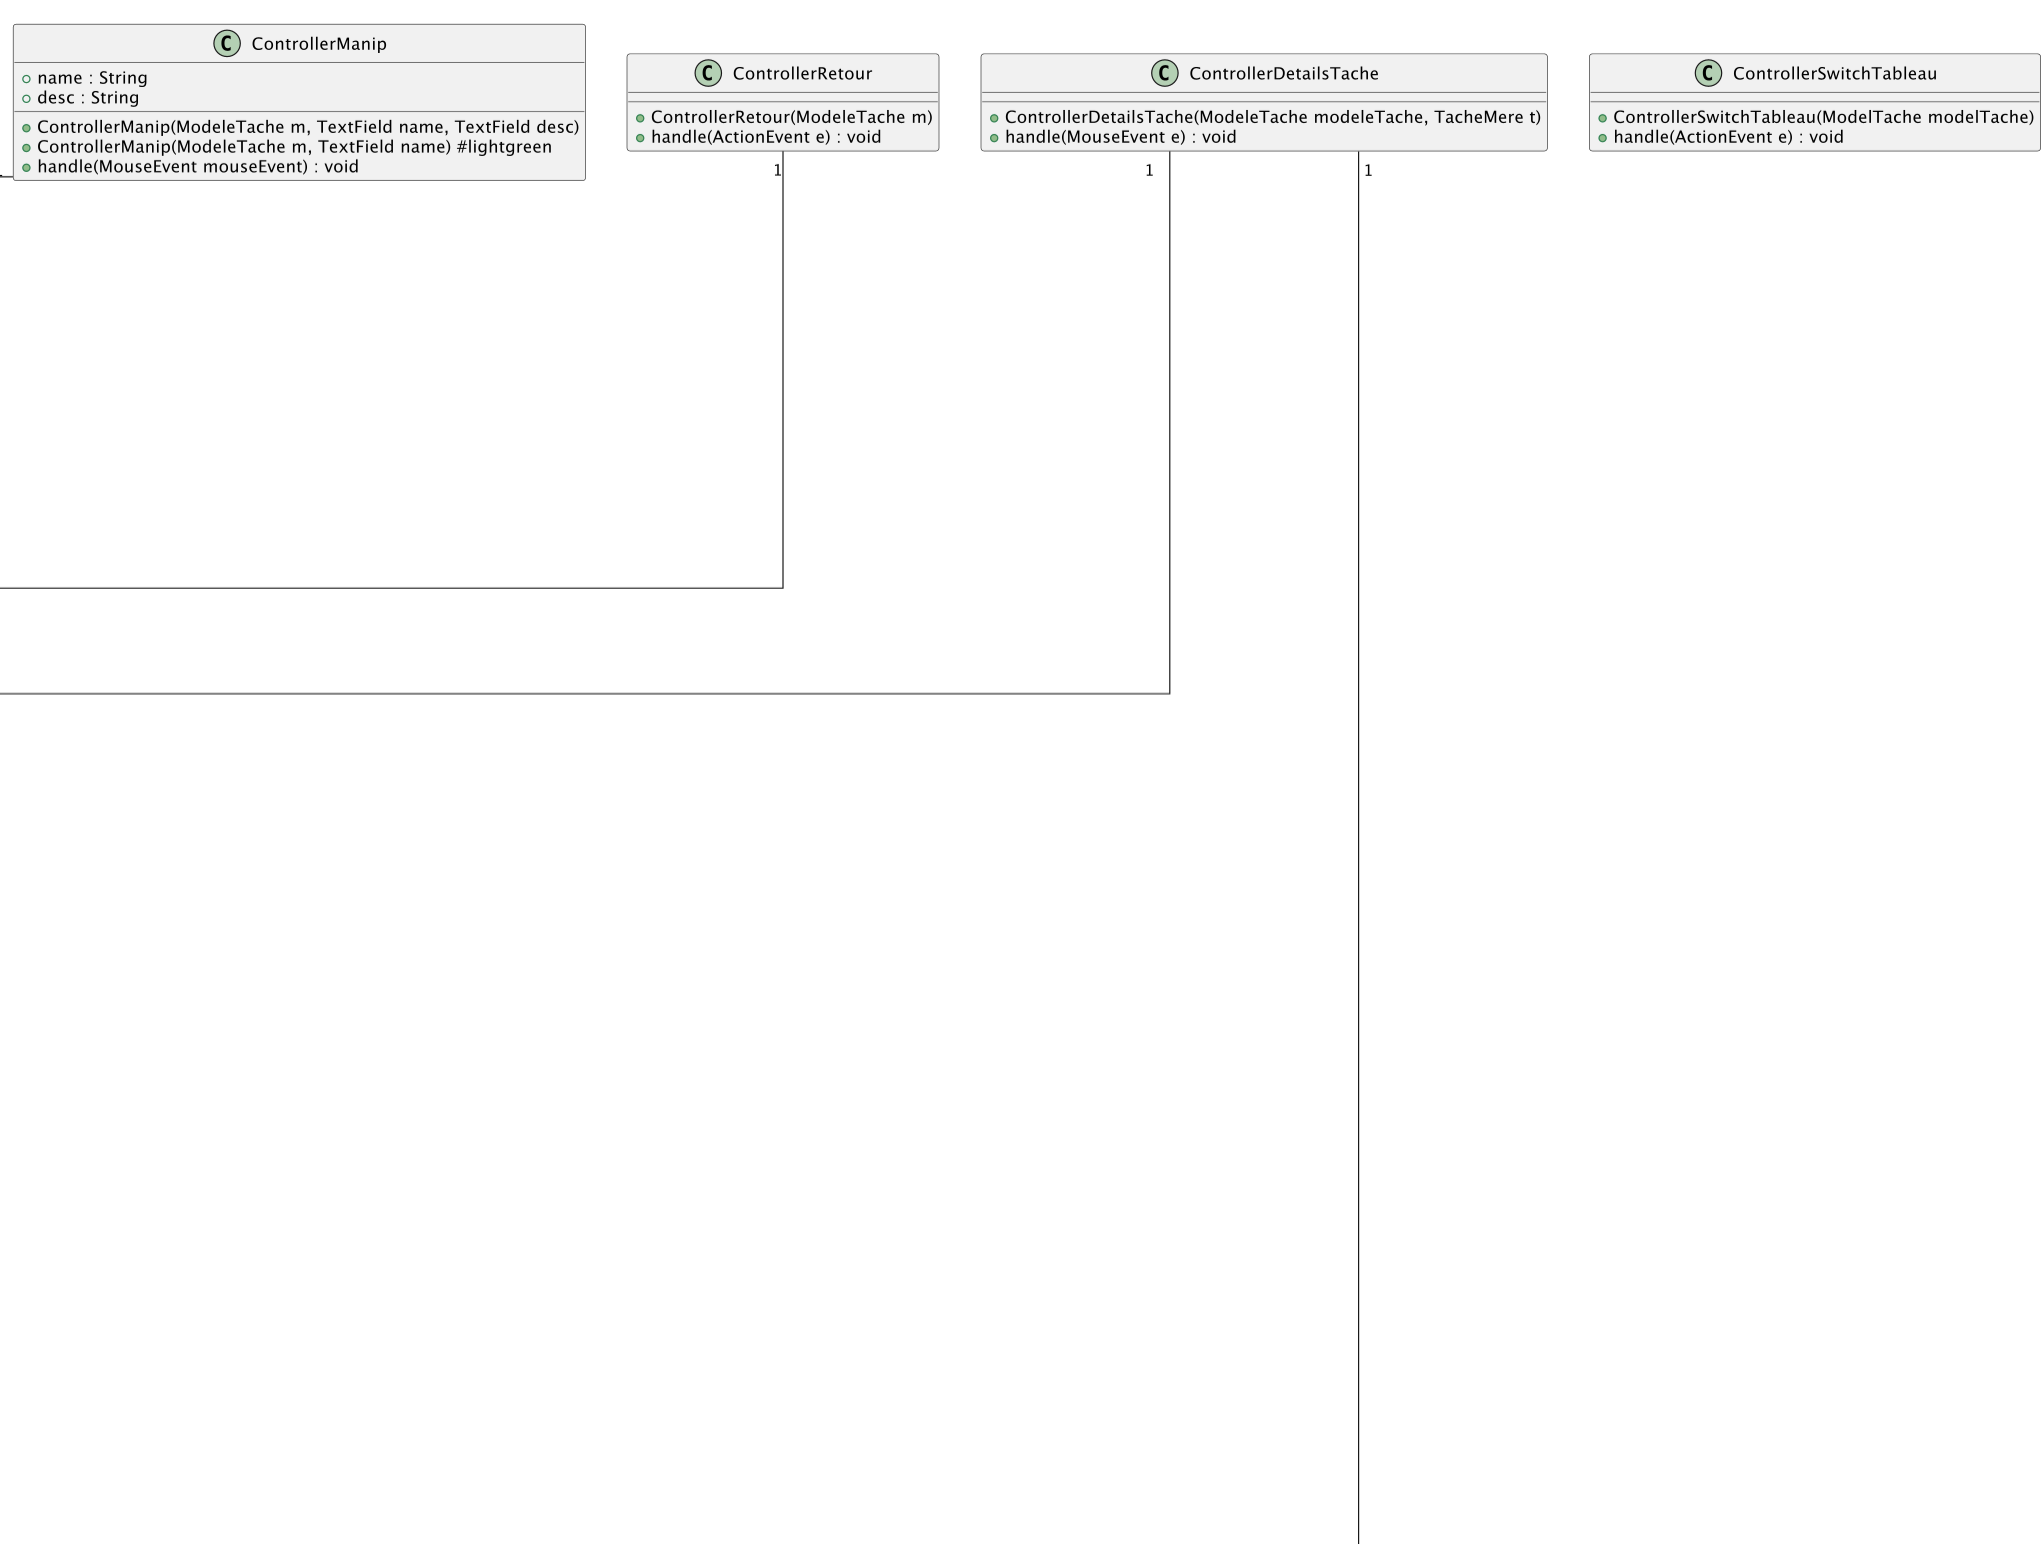 C ControllerManip
name : String
desc : String
ControllerManip(ModeleTache m, TextField name, TextField desc)
ControllerManip(ModeleTache m, TextField name) #lightgreen
handle(MouseEvent mouseEvent) : void
C ControllerRetour
ControllerRetour(ModeleTache m)
handle(ActionEvent e) : void
1
C ControllerDetailsTache
ControllerDetailsTache(ModeleTache modeleTache, TacheMere t)
handle(MouseEvent e) : void
1
1
C ControllerSwitchTableau
ControllerSwitchTableau(ModelTache modelTache)
handle(ActionEvent e) : void